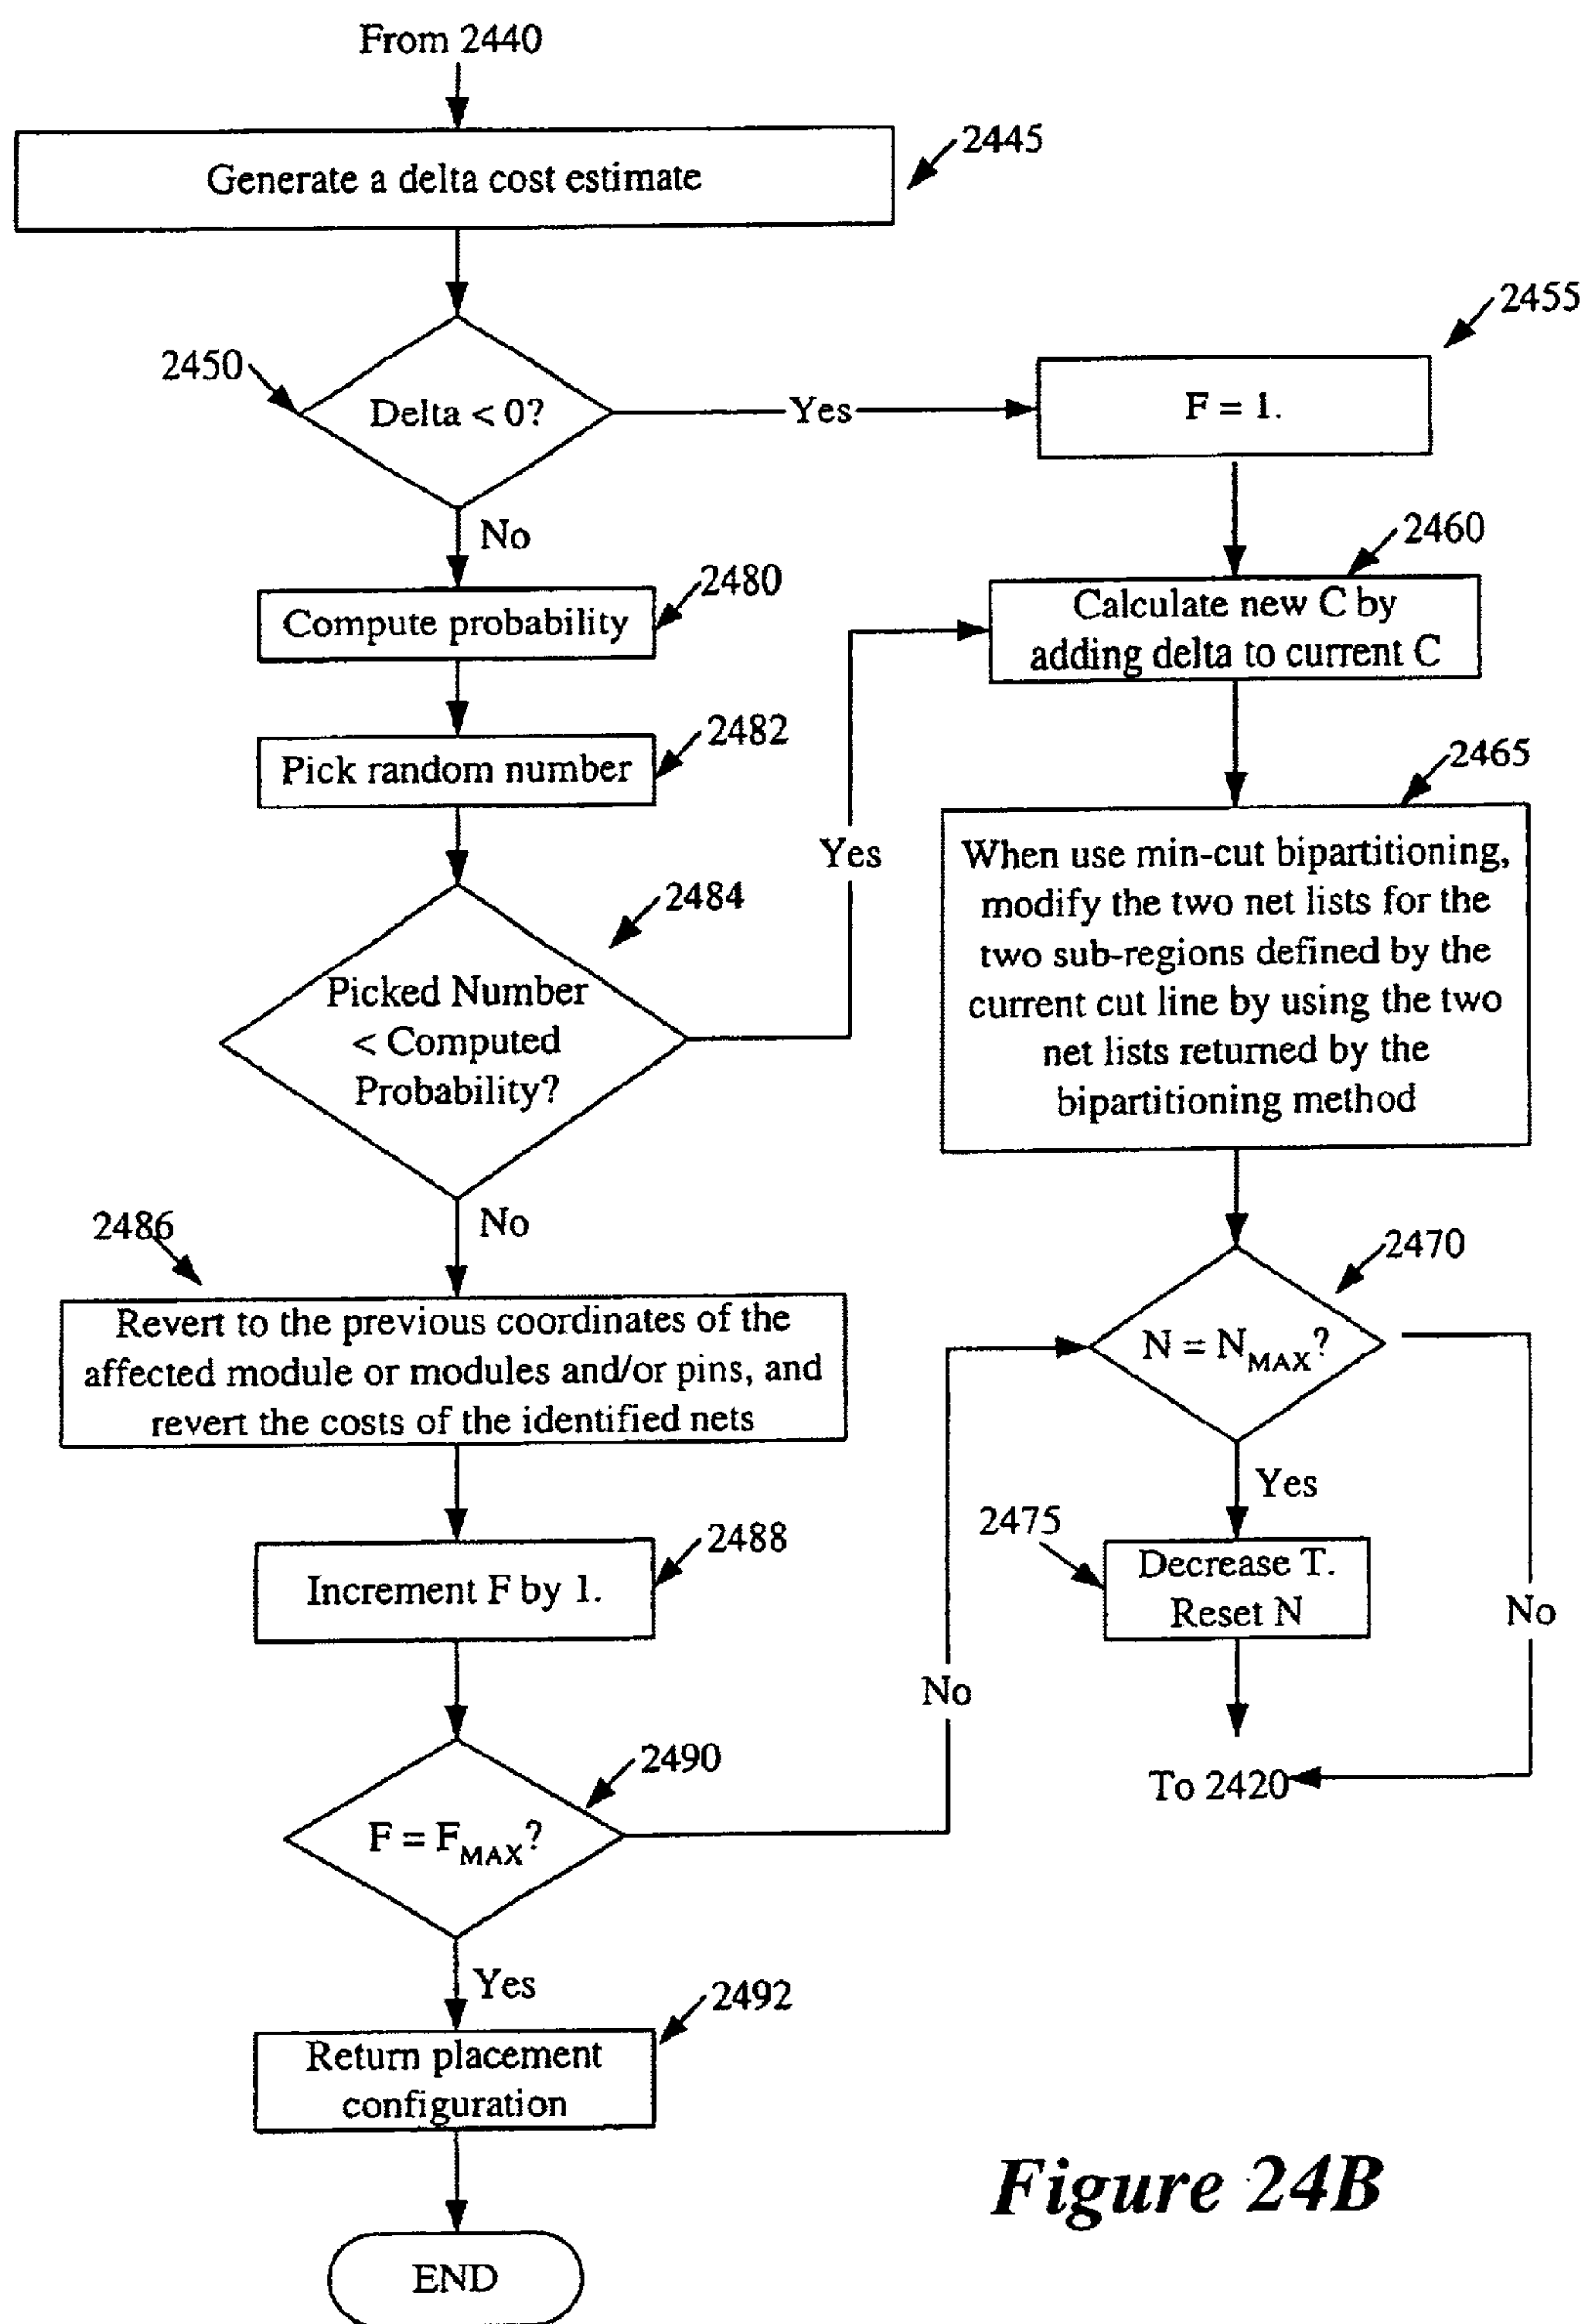 From 2440
Generate a delta cost estimate
2445
2450
Delta < 0?
Yes
F = 1.
2455
No
Compute probability
2480
Pick random number
2482
Picked Number
< Computed
Probability?
2484
Yes
Calculate new C by
adding delta to current C
2460
When use min-cut bipartitioning,
modify the two net lists for the
two sub-regions defined by the
current cut line by using the two
net lists returned by the
bipartitioning method
2465
No
2486
Revert to the previous coordinates of the
affected module or modules and/or pins, and
revert the costs of the identified nets
Increment F by 1.
2488
F = FMAX?
2490
No
N = NMAX?
2470
Yes
2475
Decrease T.
Reset N
No
To 2420
Yes
Return placement
configuration
2492
END
Figure 24B